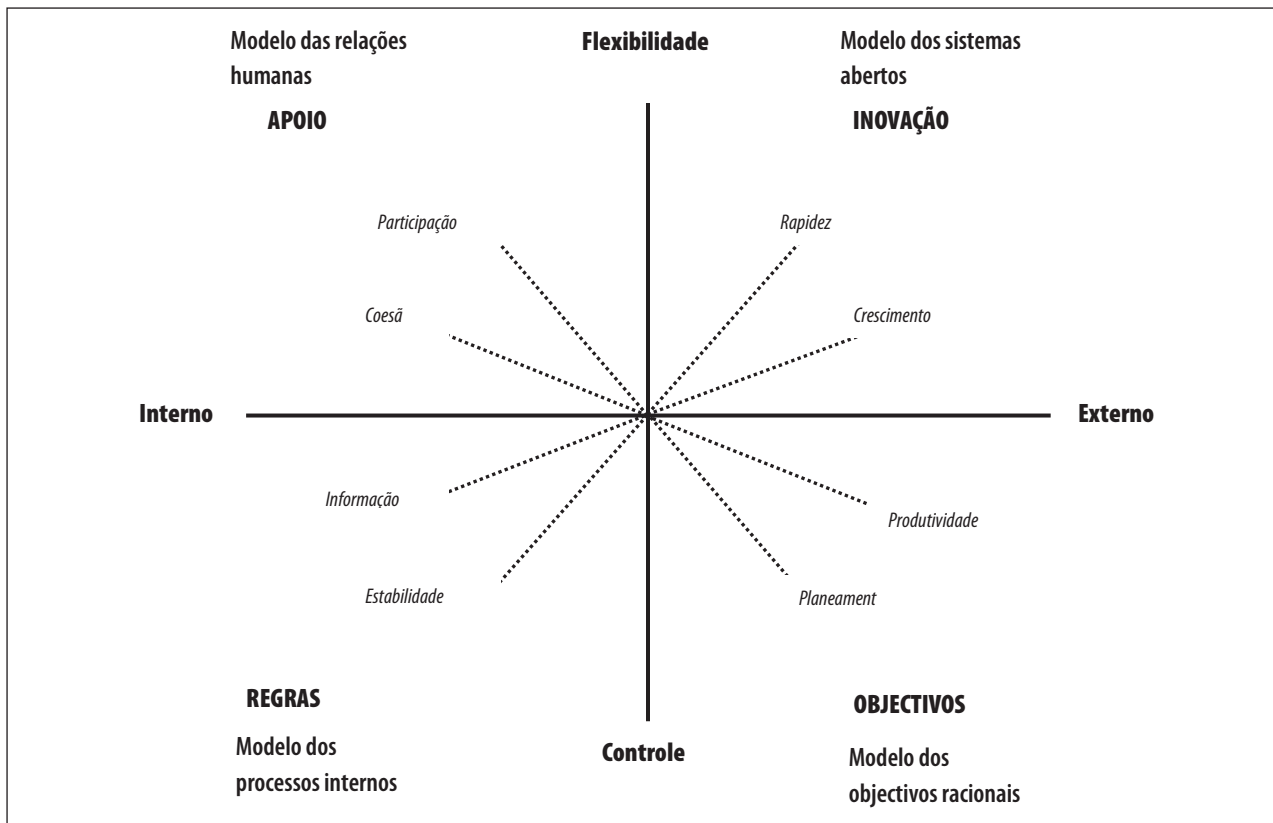 Modelo das relações
humanas
APOIO
Flexibilidade
Modelo dos sistemas
abertos
INOVAÇÃO
Participação
Rapidez
Coesã
Crescimento
Interno
Externo
Informação
Produtividade
Estabilidade
Planeament
REGRAS
Modelo dos
processos internos
Controle
OBJECTIVOS
Modelo dos
objectivos racionais